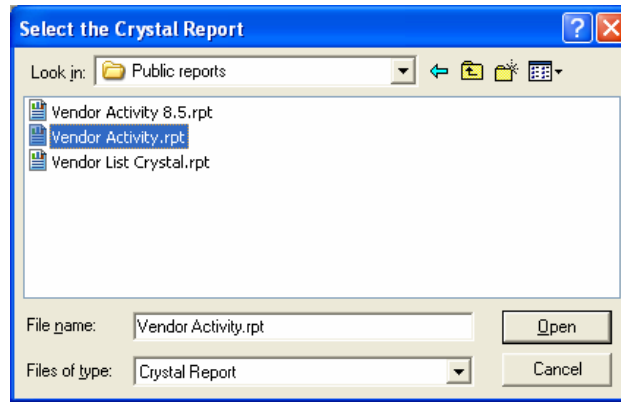 Select the Crystal Report
Look in: Public reports
Vendor Activity 8.5.rpt
Vendor Activity.rpt
Vendor List Crystal.rpt
File name: Vendor Activity.rpt Open
Files of type: Crystal Report Cancel